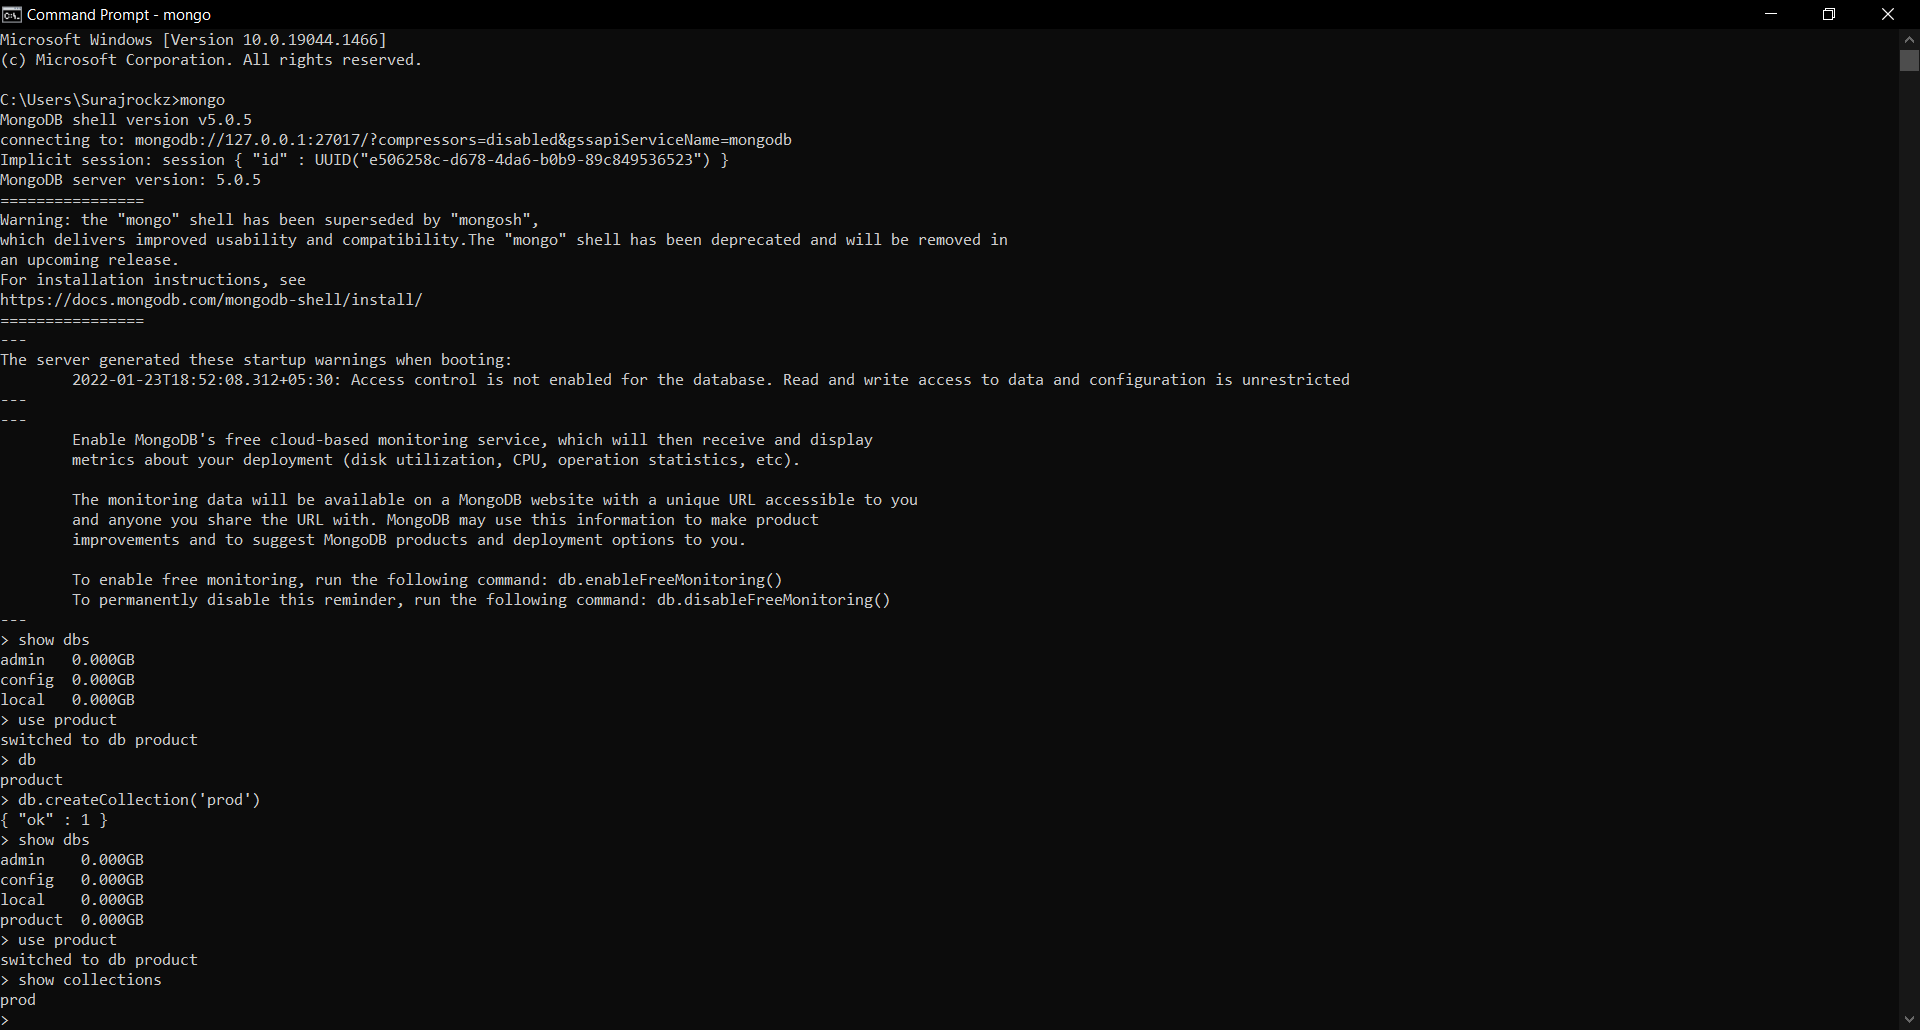 Command Prompt - mongo
Microsoft Windows [Version 10.0.19044.1466]
(c) Microsoft Corporation. All rights reserved.
C:\Users\Surajrockz>mongo
MongoDB shell version v5.0.5
connecting to: mongodb://127.0.0.1:27017/?compressors=disabled&gssapiServiceName=mongodb
Implicit session: session { "id" : UUID("e506258c-d678-4da6-b0b9-89c849536523") }
MongoDB server version: 5.0.5
================
Warning: the "mongo" shell has been superseded by "mongosh",
which delivers improved usability and compatibility.The "mongo" shell has been deprecated and will be removed in
an upcoming release.
For installation instructions, see
https://docs.mongodb.com/mongodb-shell/install/
================
---
The server generated these startup warnings when booting:
        2022-01-23T18:52:08.312+05:30: Access control is not enabled for the database. Read and write access to data and configuration is unrestricted
---
---
        Enable MongoDB's free cloud-based monitoring service, which will then receive and display
        metrics about your deployment (disk utilization, CPU, operation statistics, etc).
        The monitoring data will be available on a MongoDB website with a unique URL accessible to you
        and anyone you share the URL with. MongoDB may use this information to make product
        improvements and to suggest MongoDB products and deployment options to you.
        To enable free monitoring, run the following command: db.enableFreeMonitoring()
        To permanently disable this reminder, run the following command: db.disableFreeMonitoring()
---
> show dbs
admin   0.000GB
config  0.000GB
local   0.000GB
> use product
switched to db product
> db
product
> db.createCollection('prod')
{ "ok" : 1 }
> show dbs
admin    0.000GB
config   0.000GB
local    0.000GB
product  0.000GB
> use product
switched to db product
> show collections
prod
>